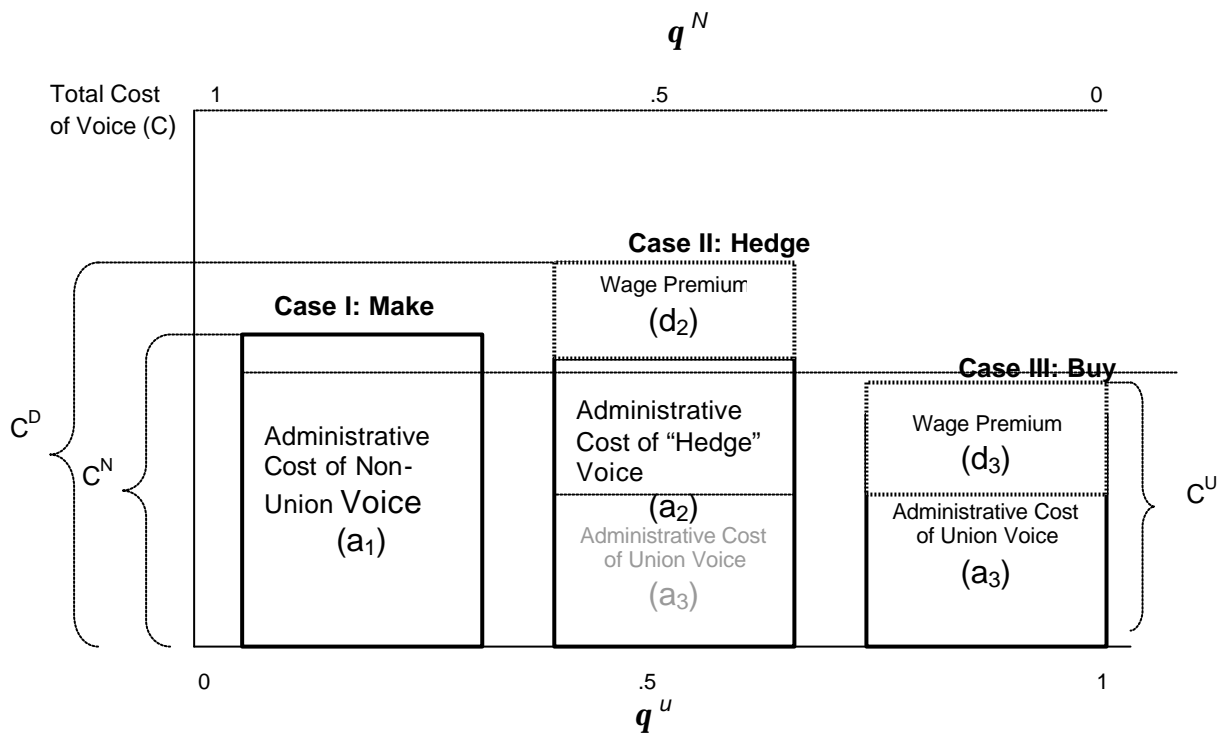 q^N
Total Cost
of Voice (C)
1 .5 0
Case II: Hedge
Wage Premium
(d₂)
Case I: Make
Case III: Buy
Administrative
Cost of Non-
Union Voice
(a₁)
Administrative
Cost of “Hedge”
Voice
(a₂)
Administrative Cost
of Union Voice
(a₃)
Wage Premium
(d₃)
Administrative Cost
of Union Voice
(a₃)
C^D
C^N
C^U
0 .5 1
q^u